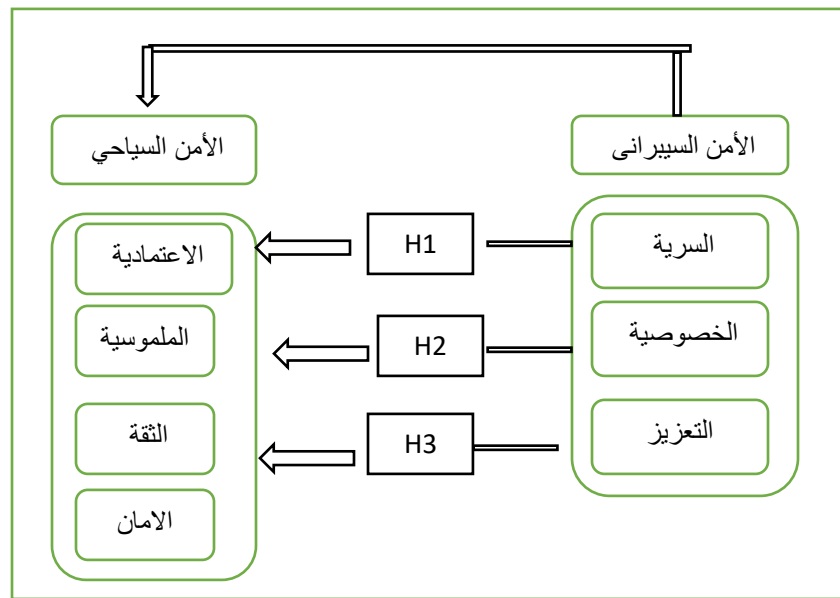 الأمن السيبرانى
الأمن السياحي
السرية
H1
الاعتمادية
الخصوصية
H2
الملموسية
التعزيز
H3
الثقة
الامان